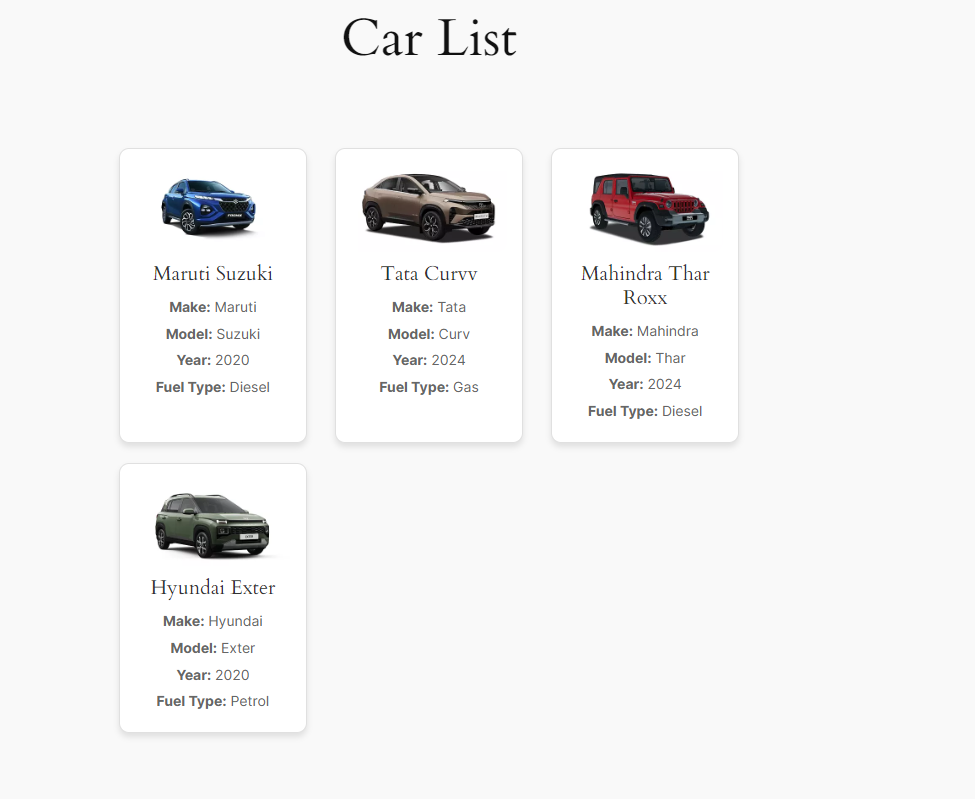 Car List
Maruti Suzuki
Make: Maruti
Model: Suzuki
Year: 2020
Fuel Type: Diesel
Tata Curvv
Make: Tata
Model: Curv
Year: 2024
Fuel Type: Gas
Mahindra Thar
Roxx
Make: Mahindra
Model: Thar
Year: 2024
Fuel Type: Diesel
Hyundai Exter
Make: Hyundai
Model: Exter
Year: 2020
Fuel Type: Petrol